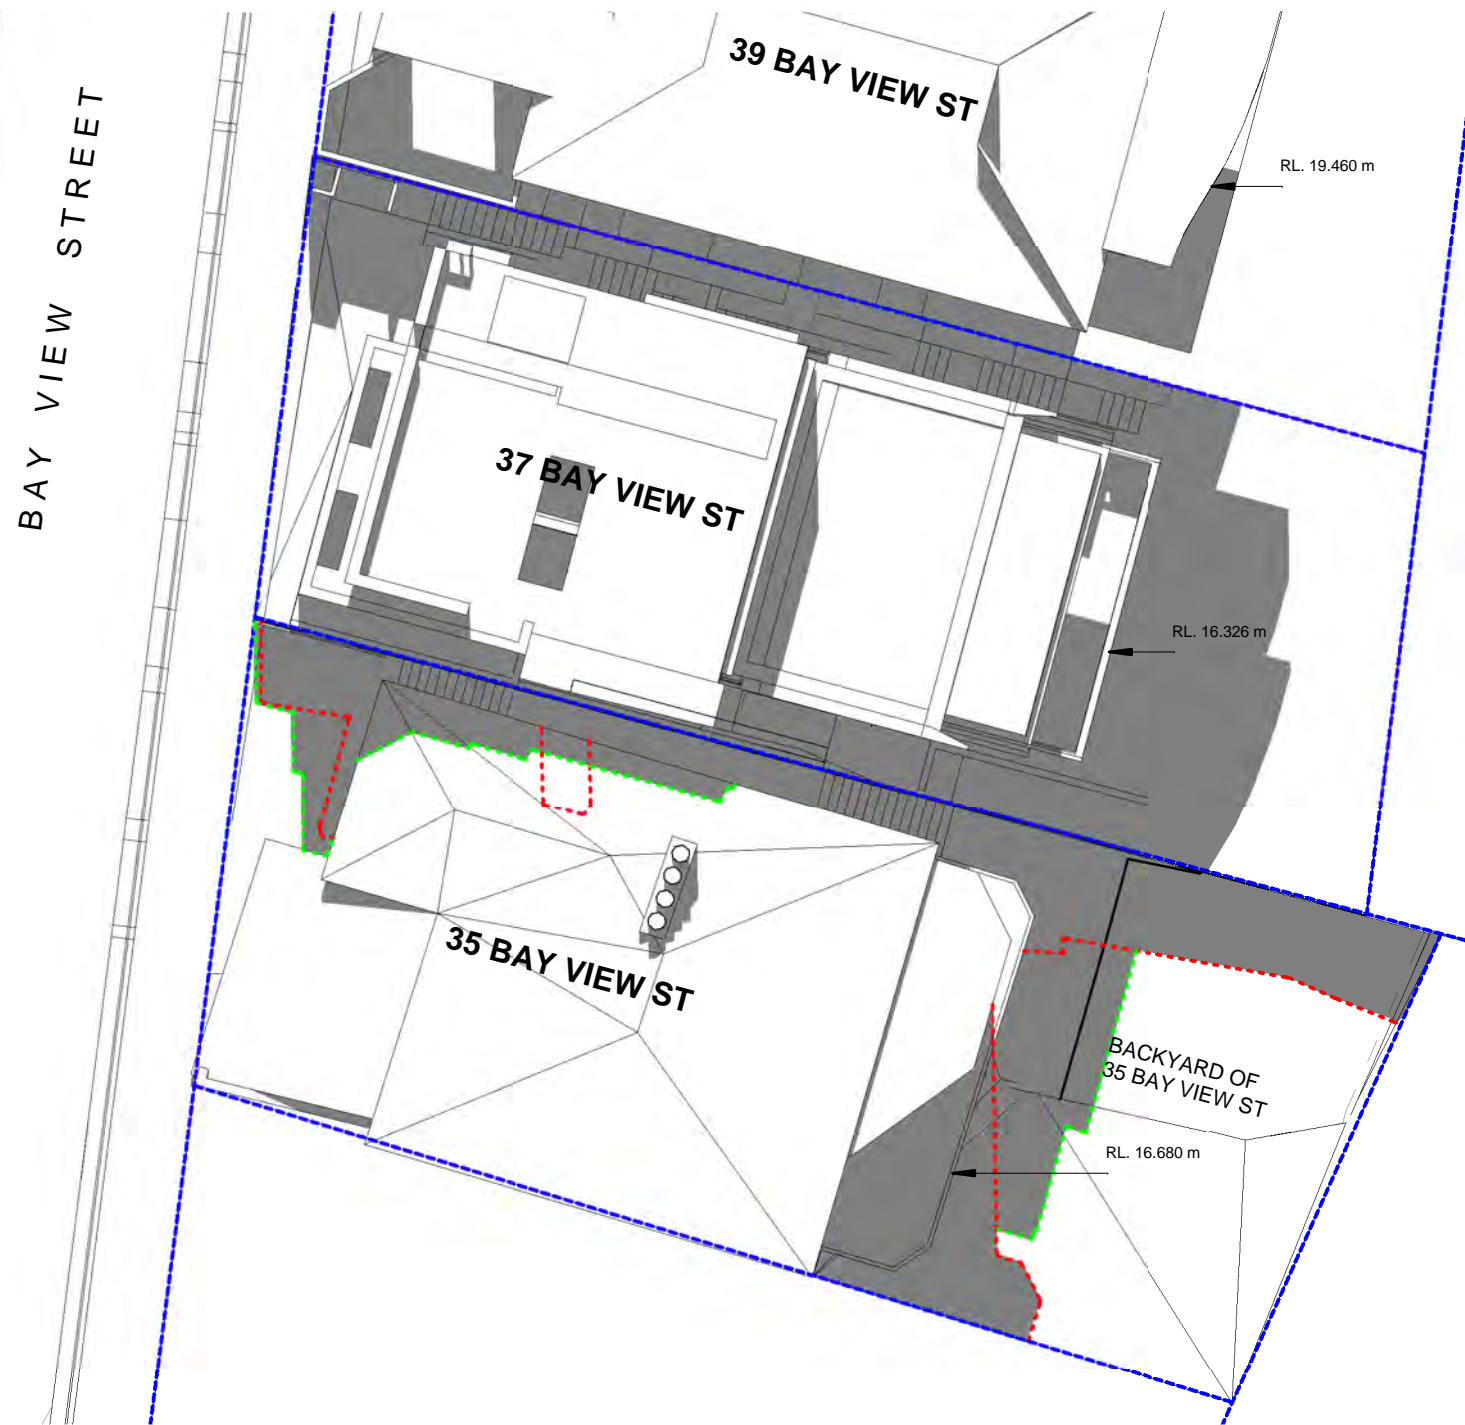 39 BAY VIEW ST
BAY VIEW STREET
RL. 19.460 m
37 BAY VIEW ST
RL. 16.326 m
35 BAY VIEW ST
BACKYARD OF
35 BAY VIEW ST
RL. 16.680 m